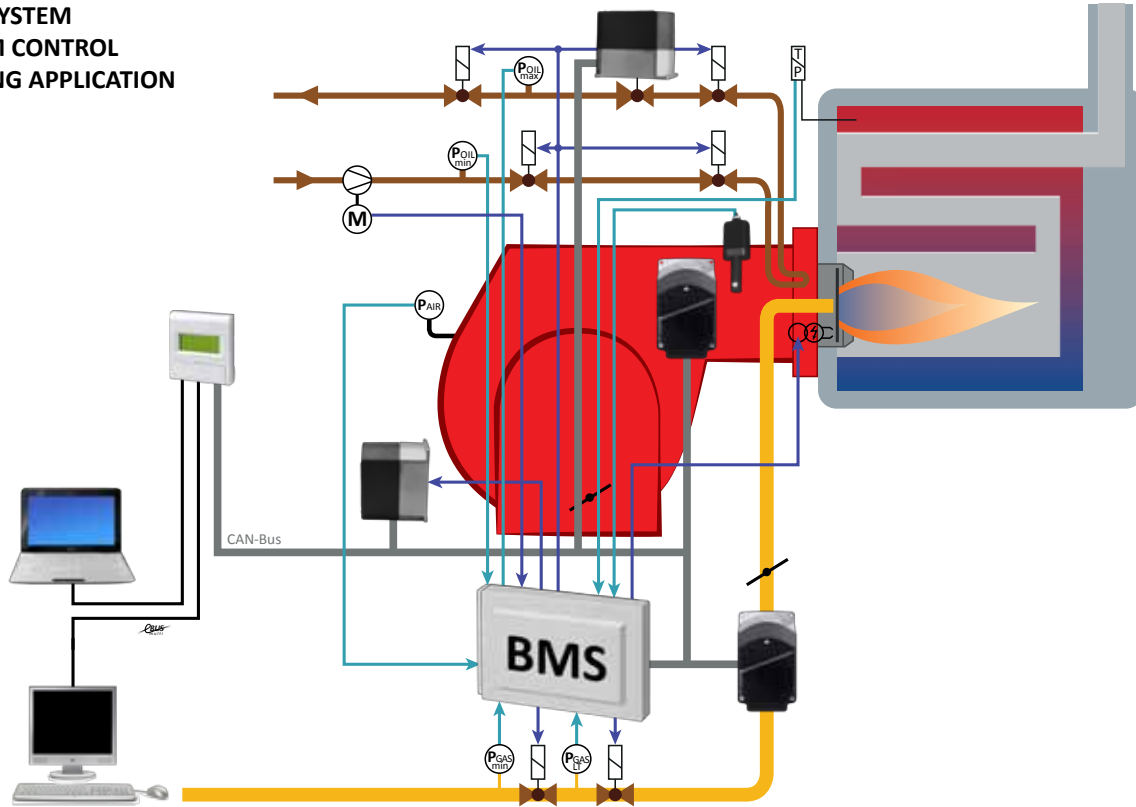 YSTEM
M CONTROL
NG APPLICATION
T
P
POIL
max
POIL
min
M
PAIR
CAN-Bus
BMS
PGAS
min
PGAS
LT